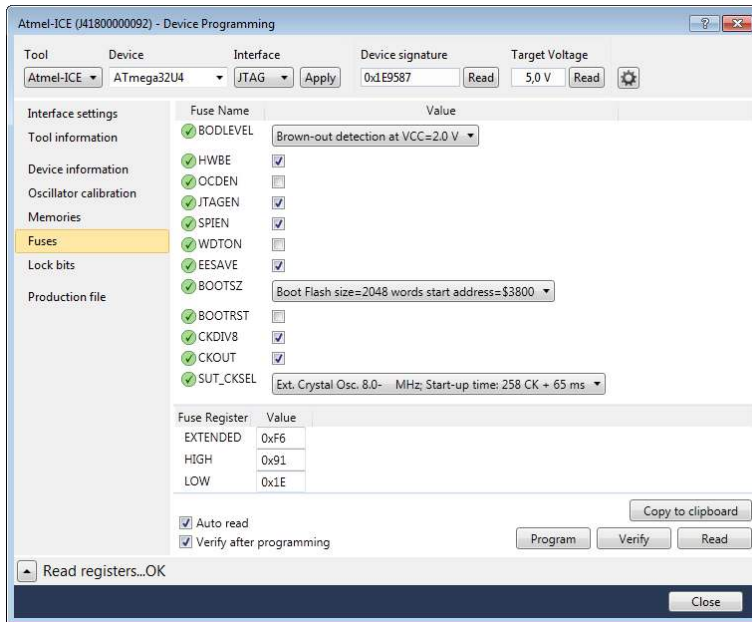 Atmel-ICE (J41800000092) - Device Programming
Tool Device Interface Device signature Target Voltage
Atmel-ICE ATmega32U4 JTAG Apply 0x1E9587 Read 5,0 V Read
Interface settings
Tool information
Device information
Oscillator calibration
Memories
Fuses
Lock bits
Production file
Fuse Name Value
BODLEVEL Brown-out detection at VCC=2.0 V
HWBE
OCDEN
JTAGEN
SPIEN
WDTON
EESAVE
BOOTSZ Boot Flash size=2048 words start address=$3800
BOOTRST
CKDIV8
CKOUT
SUT_CKSEL Ext. Crystal Osc. 8.0- MHz; Start-up time: 258 CK + 65 ms
Fuse Register Value
EXTENDED 0xF6
HIGH 0x91
LOW 0x1E
Copy to clipboard
Auto read
Verify after programming
Program Verify Read
Read registers...OK
Close